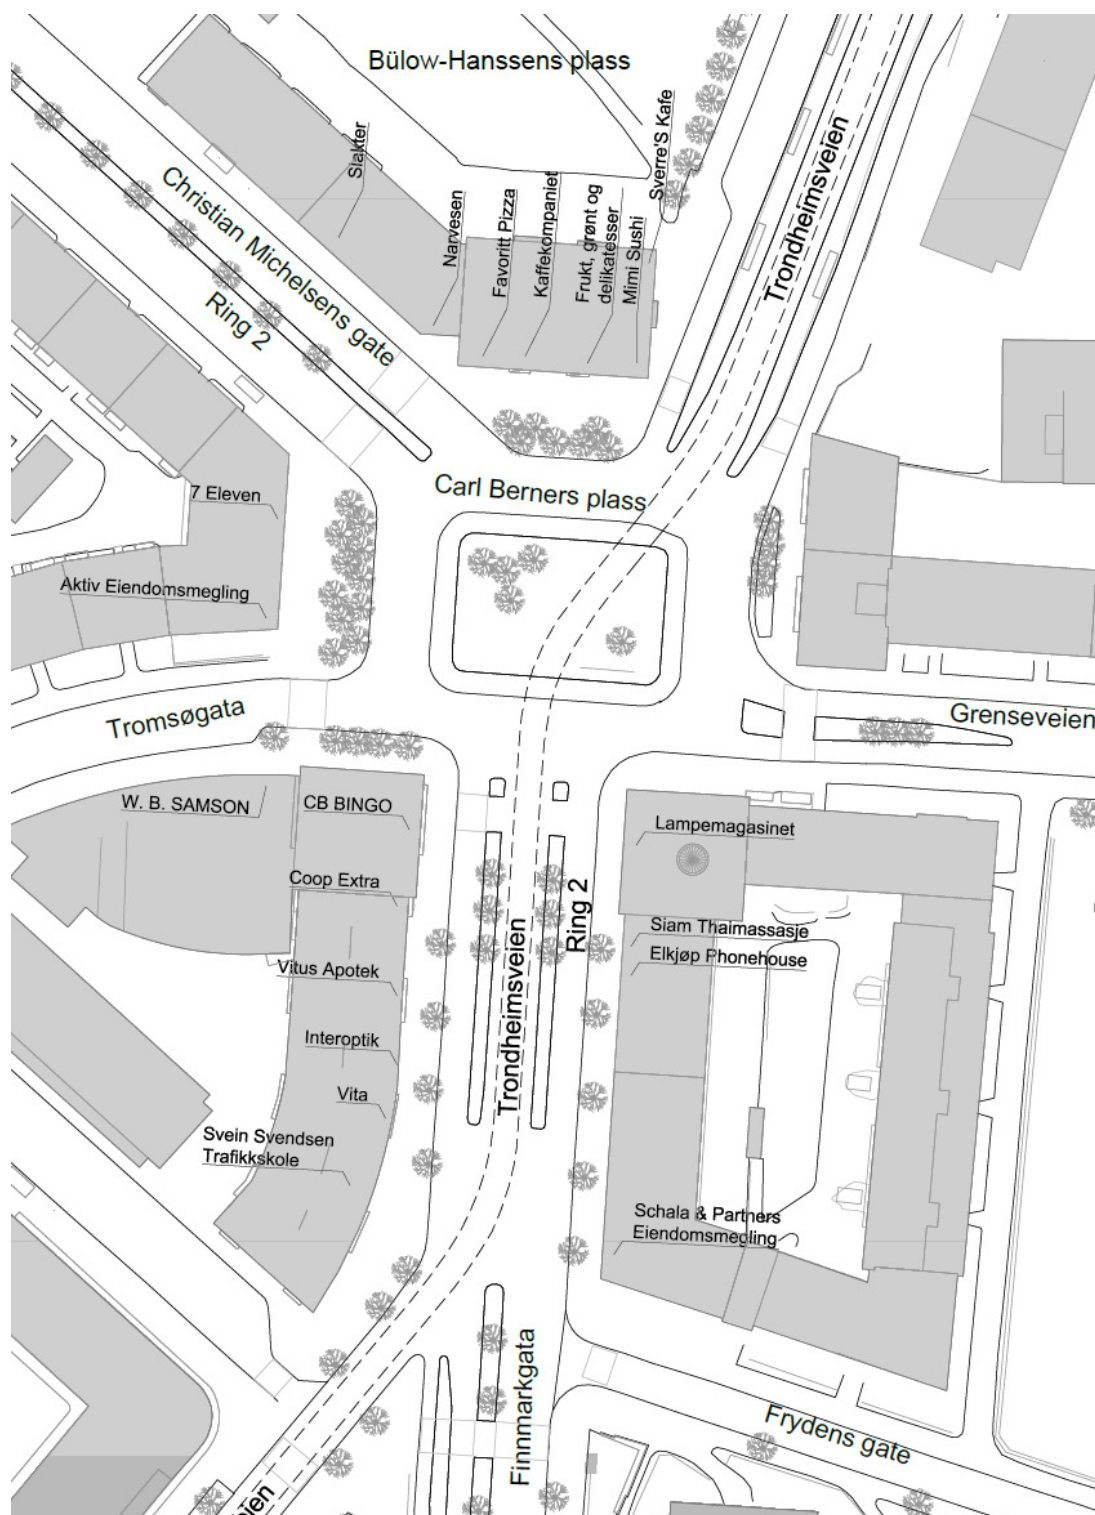 Bülow-Hanssens plass
Sverre'S Kafe
Slakter
Trondheimsveien
Christian Michelsens gate
Ring 2
Narvesen
Favoritt Pizza
Kaffekompaniet
Frukt, grønt og
delikatesser
Mimi Sushi
Carl Berners plass
7 Eleven
Aktiv Eiendomsmegling
Tromsøgata
Grenseveien
W. B. SAMSON
CB BINGO
Lampemagasinet
Coop Extra
Ring 2
Siam Thaimassasje
Elkjøp Phonehouse
Vitus Apotek
Trondheimsveien
Interoptik
Vita
Svein Svendsen
Trafikkskole
Schala & Partners
Eiendomsmegling
Finnmarkgata
Frydens gate
eien